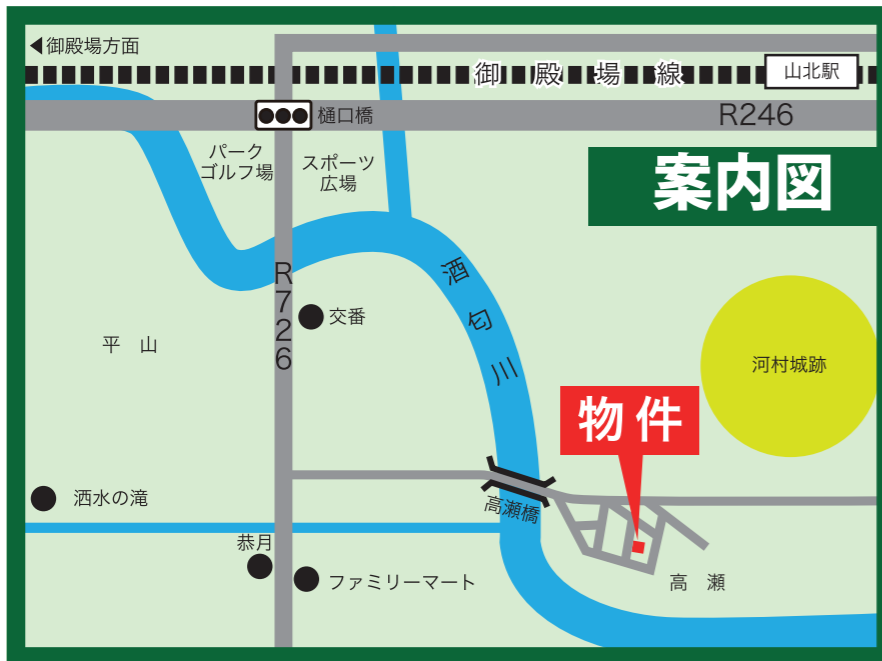 ◀御殿場方面
御殿場線
山北駅
樋口橋
R246
パーク
ゴルフ場
スポーツ
広場
案内図
酒匂川
R726
交番
平 山
河村城跡
物件
洒水の滝
高瀬橋
恭月
ファミリーマート
高 瀬